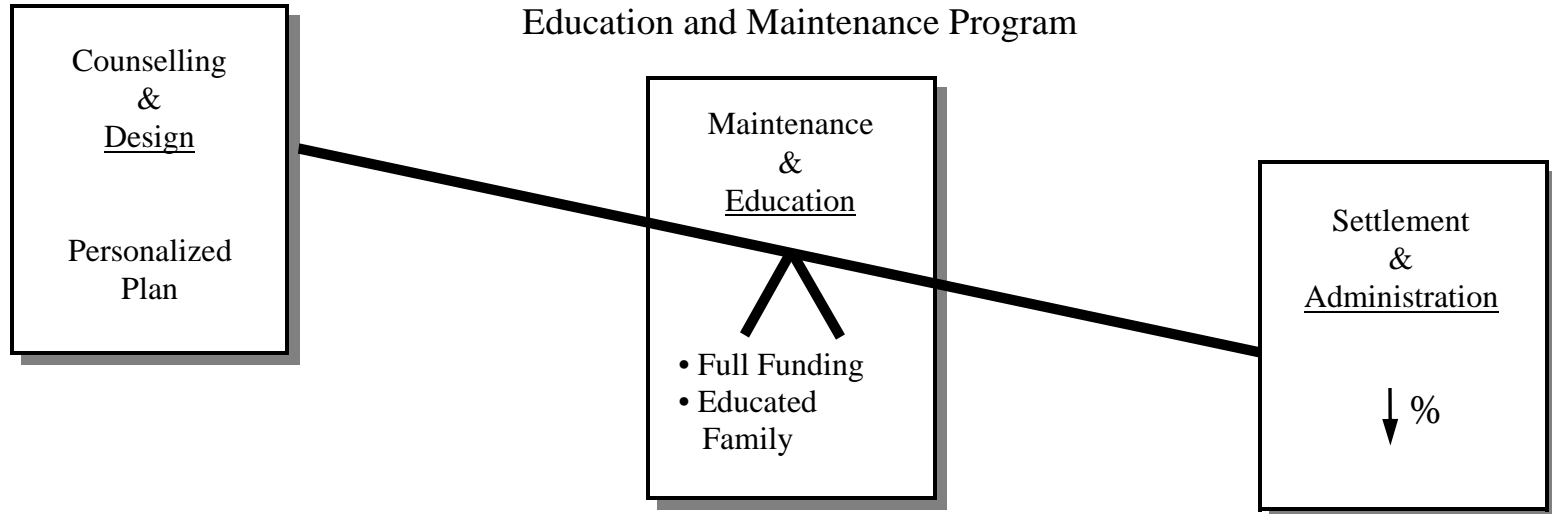 Education and Maintenance Program
Counselling
&
Design
Personalized
Plan
Maintenance
&
Education
• Full Funding
• Educated
Family
Settlement
&
Administration
↓ %